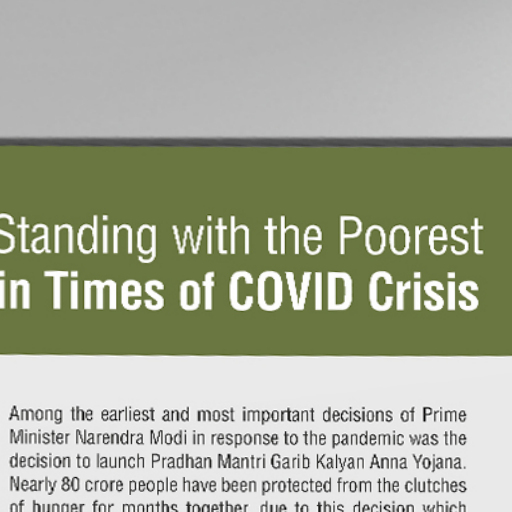 Standing with the Poorest
in Times of COVID Crisis
Among the earliest and most important decisions of Prime
Minister Narendra Modi in response to the pandemic was the
decision to launch Pradhan Mantri Garib Kalyan Anna Yojana.
Nearly 80 crore people have been protected from the clutches
of hunger for months together, due to this decision which